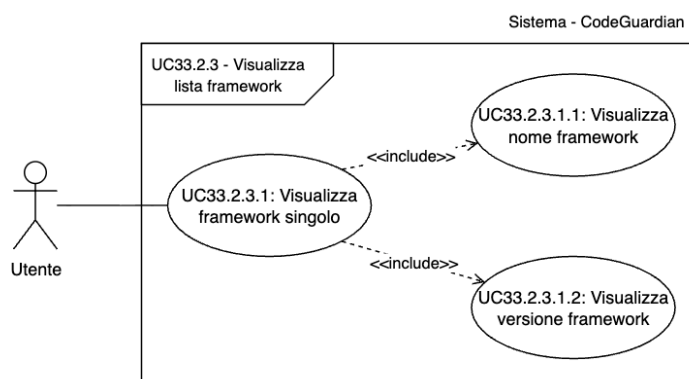 Sistema - CodeGuardian
UC33.2.3 - Visualizza
lista framework
UC33.2.3.1.1: Visualizza
nome framework
<<include>>
UC33.2.3.1: Visualizza
framework singolo
Utente
<<include>>
UC33.2.3.1.2: Visualizza
versione framework